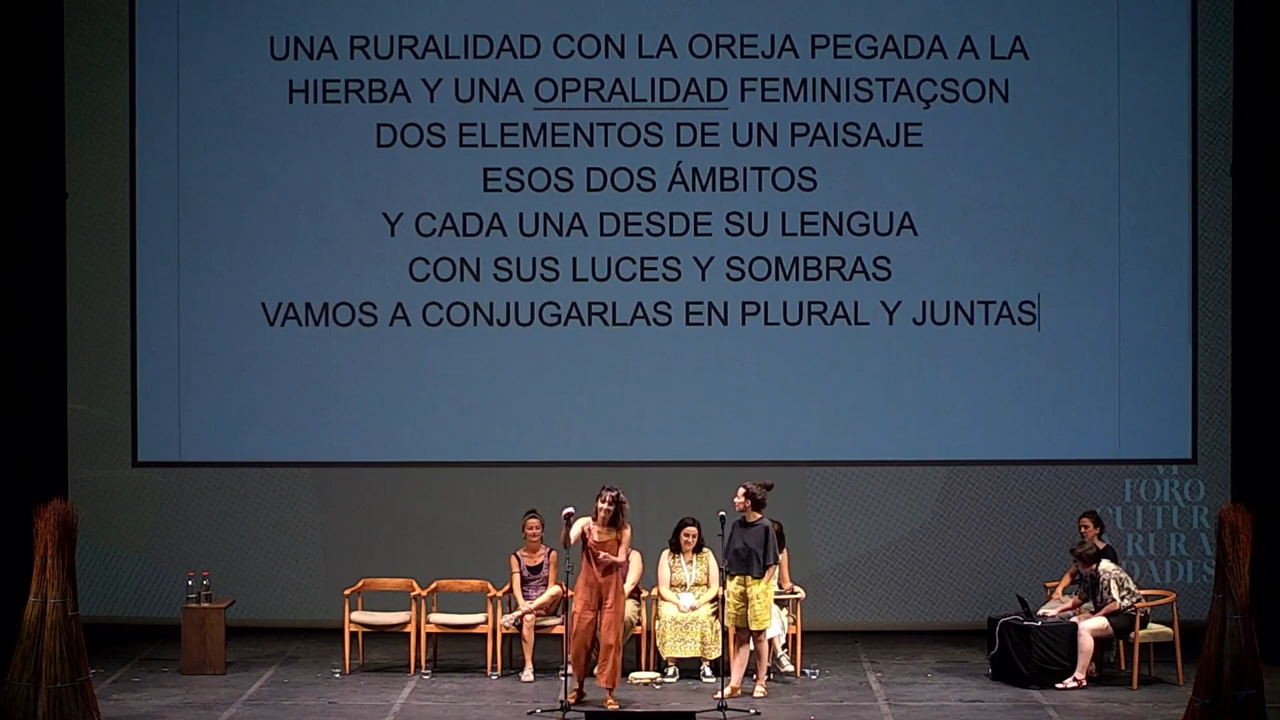 UNA RURALIDAD CON LA OREJA PEGADA A LA
HIERBA Y UNA OPRALIDAD FEMINISTAÇSON
DOS ELEMENTOS DE UN PAISAJE
ESOS DOS ÁMBITOS
Y CADA UNA DESDE SU LENGUA
CON SUS LUCES Y SOMBRAS
VAMOS A CONJUGARLAS EN PLURAL Y JUNTAS
FORO